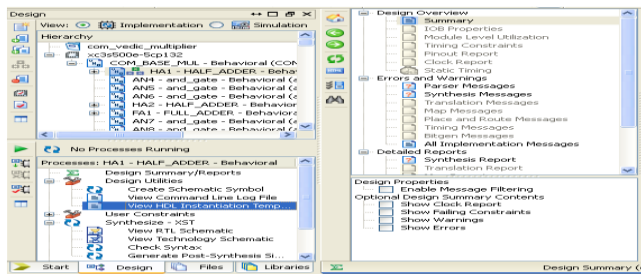 Design
View: Implementation Simulation
Hierarchy
com_vedic_multiplier
xc3s500e-5cp132
COM_BASE_MUL - Behavioral (CON
HA1 - HALF_ADDER - Beha
AN4 - and_gate - Behavioral (a
AN5 - and_gate - Behavioral (a
AN6 - and_gate - Behavioral (a
HA2 - HALF_ADDER - Behavioral
FA1 - FULL_ADDER - Behavioral
AN7 - and_gate - Behavioral (a
AN8 - and_gate - Behavioral (a
No Processes Running
Processes: HA1 - HALF_ADDER - Behavioral
Design Summary/Reports
Design Utilities
Create Schematic Symbol
View Command Line Log File
View HDL Instantiation Temp...
User Constraints
Synthesize - XST
View RTL Schematic
View Technology Schematic
Check Syntax
Generate Post-Synthesis Si...
Start Design Files Libraries
Design Overview
Summary
IOB Properties
Module Level Utilization
Timing Constraints
Pinout Report
Clock Report
Static Timing
Errors and Warnings
Parser Messages
Synthesis Messages
Translation Messages
Map Messages
Place and Route Messages
Timing Messages
Bitgen Messages
All Implementation Messages
Detailed Reports
Synthesis Report
Translation Report
Design Properties
Enable Message Filtering
Optional Design Summary Contents
Show Clock Report
Show Failing Constraints
Show Warnings
Show Errors
Design Summary (